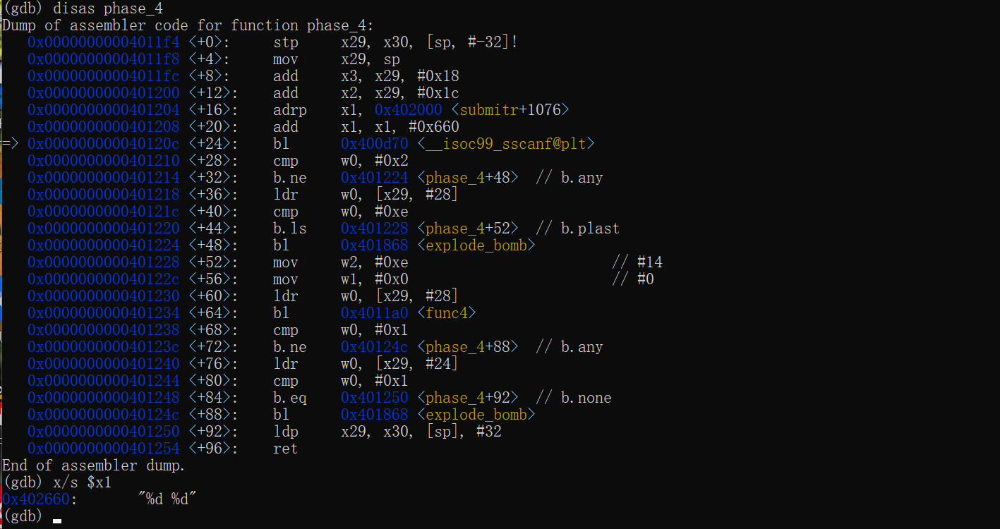 (gdb) disas phase_4
Dump of assembler code for function phase_4:
0x00000000004011f4 <+0>: stp x29, x30, [sp, #-32]!
0x00000000004011f8 <+4>: mov x29, sp
0x00000000004011fc <+8>: add x3, x29, #0x18
0x0000000000401200 <+12>: add x2, x29, #0x1c
0x0000000000401204 <+16>: adrp x1, 0x402000 <submitr+1076>
0x0000000000401208 <+20>: add x1, x1, #0x660
=> 0x000000000040120c <+24>: bl 0x400d70 <__isoc99_sscanf@plt>
0x0000000000401210 <+28>: cmp w0, #0x2
0x0000000000401214 <+32>: b.ne 0x401224 <phase_4+48> // b.any
0x0000000000401218 <+36>: ldr w0, [x29, #28]
0x000000000040121c <+40>: cmp w0, #0xe
0x0000000000401220 <+44>: b.ls 0x401228 <phase_4+52> // b.plast
0x0000000000401224 <+48>: bl 0x401868 <explode_bomb>
0x0000000000401228 <+52>: mov w2, #0xe // #14
0x000000000040122c <+56>: mov w1, #0x0 // #0
0x0000000000401230 <+60>: ldr w0, [x29, #28]
0x0000000000401234 <+64>: bl 0x4011a0 <func4>
0x0000000000401238 <+68>: cmp w0, #0x1
0x000000000040123c <+72>: b.ne 0x40124c <phase_4+88> // b.any
0x0000000000401240 <+76>: ldr w0, [x29, #24]
0x0000000000401244 <+80>: cmp w0, #0x1
0x0000000000401248 <+84>: b.eq 0x401250 <phase_4+92> // b.none
0x000000000040124c <+88>: bl 0x401868 <explode_bomb>
0x0000000000401250 <+92>: ldp x29, x30, [sp], #32
0x0000000000401254 <+96>: ret
End of assembler dump.
(gdb) x/s $x1
0x402660: "%d %d"
(gdb)